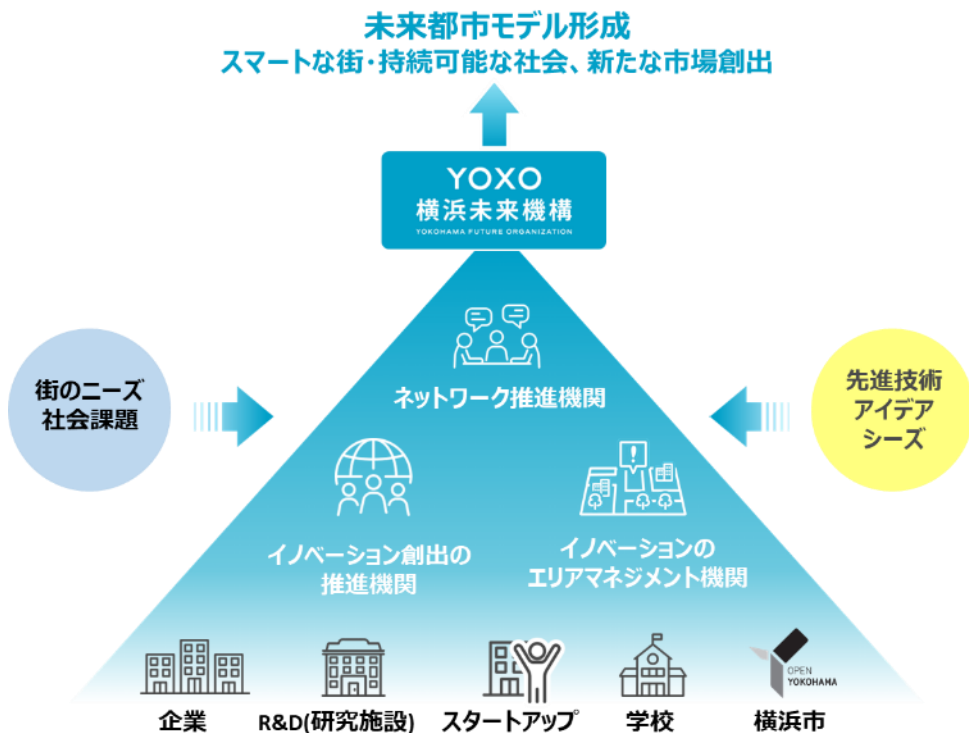 未来都市モデル形成
スマートな街・持続可能な社会、新たな市場創出
YOXO
横浜未来機構
YOKOHAMA FUTURE ORGANIZATION
ネットワーク推進機関
街のニーズ
社会課題
先進技術
アイデア
シーズ
イノベーション創出の
推進機関
イノベーションの
エリアマネジメント機関
OPEN
YOKOHAMA
企業
R&D(研究施設)
スタートアップ
学校
横浜市